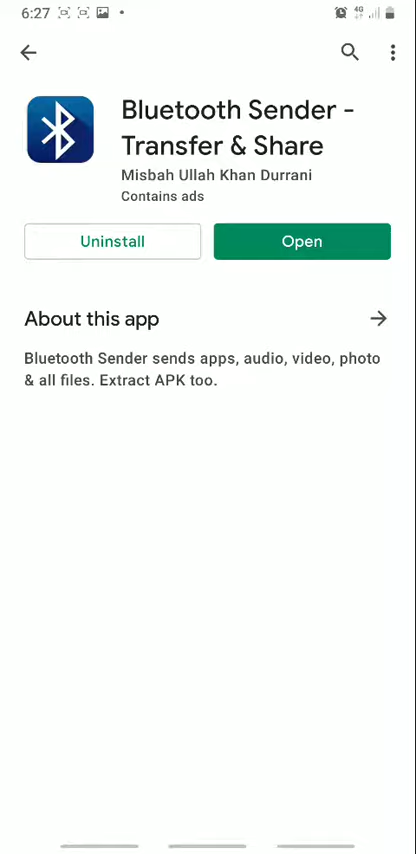 6:27
4G
Bluetooth Sender -
Transfer & Share
Misbah Ullah Khan Durrani
Contains ads
Uninstall
Open
About this app
Bluetooth Sender sends apps, audio, video, photo
& all files. Extract APK too.